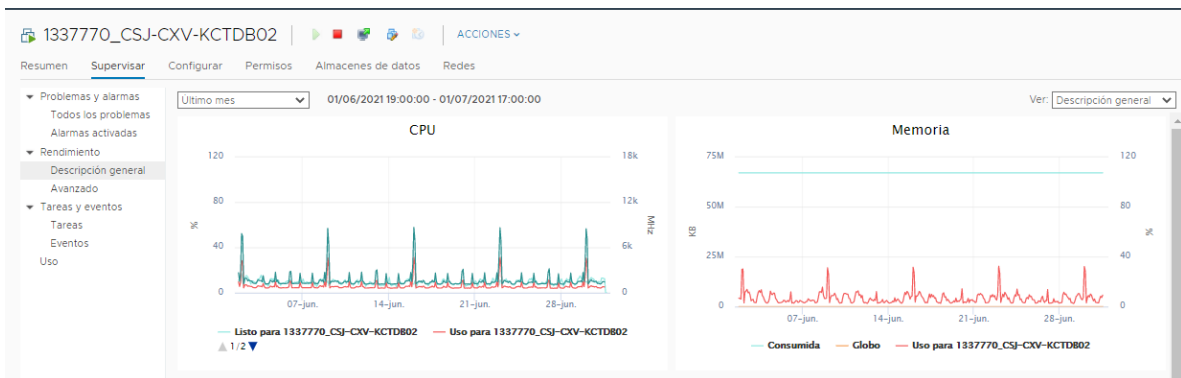 1337770_CSJ-CXV-KCTDB02 ACCIONES
Resumen Supervisar Configurar Permisos Almacenes de datos Redes
Problemas y alarmas
Todos los problemas
Alarmas activadas
Rendimiento
Descripción general
Avanzado
Tareas y eventos
Tareas
Eventos
Uso
Último mes 01/06/2021 19:00:00 - 01/07/2021 17:00:00 Ver: Descripción general
CPU
120 18k
80 12k
% MHz
40 6k
0 0
07-jun. 14-jun. 21-jun. 28-jun.
Listo para 1337770_CSJ-CXV-KCTDB02 Uso para 1337770_CSJ-CXV-KCTDB02
1/2
Memoria
75M 120
50M 80
KB %
25M 40
0 0
07-jun. 14-jun. 21-jun. 28-jun.
Consumida Globo Uso para 1337770_CSJ-CXV-KCTDB02